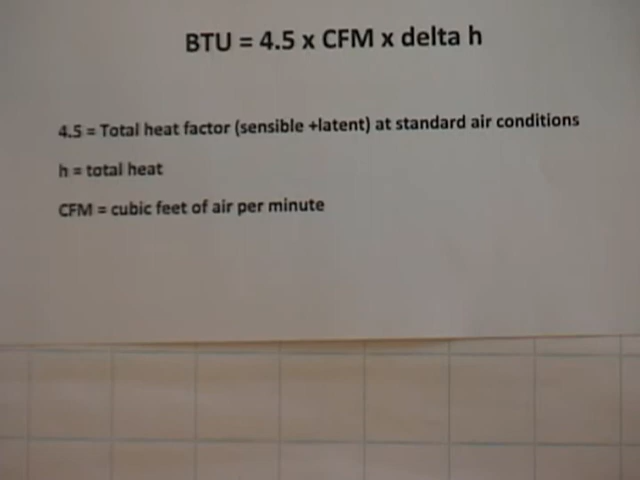 BTU = 4.5 x CFM x delta h
4.5 = Total heat factor (sensible +latent) at standard air conditions
h = total heat
CFM = cubic feet of air per minute